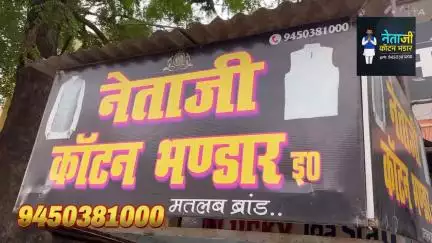 9450381000
नेताजी
कॉटन भण्डार
नेताजी
कॉटन भण्डार इ०
मतलब ब्रांड..
9450381000